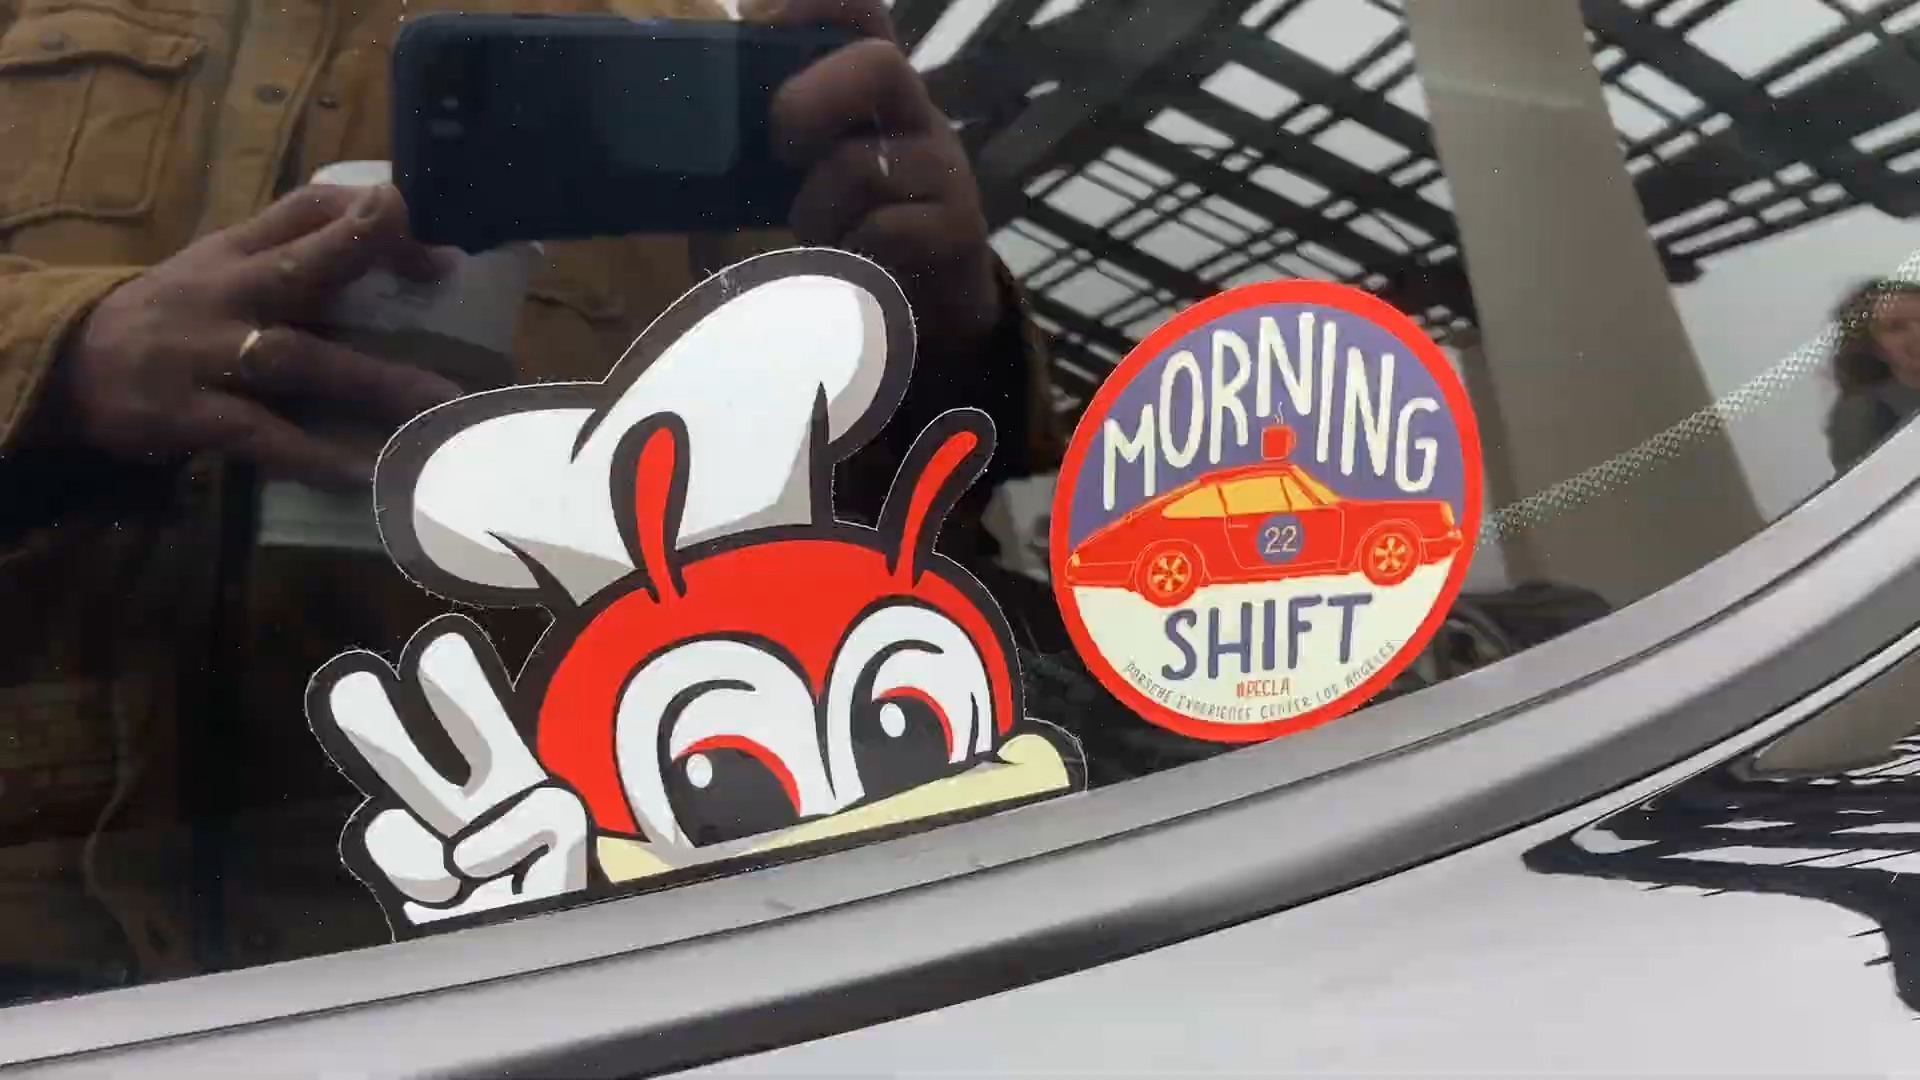 MORNING
22
SHIFT
#PECLA
PORSCHE EXPERIENCE CENTER LOS ANGELES